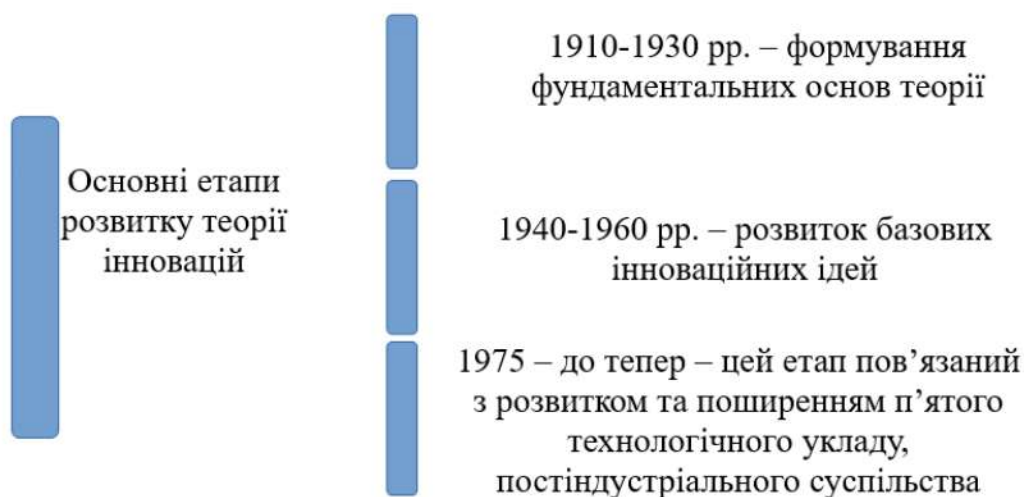 Основні етапи
розвитку теорії
інновацій
1910-1930 рр. – формування
фундаментальних основ теорії
1940-1960 рр. – розвиток базових
інноваційних ідей
1975 – до тепер – цей етап пов’язаний
з розвитком та поширенням п’ятого
технологічного укладу,
постіндустріального суспільства